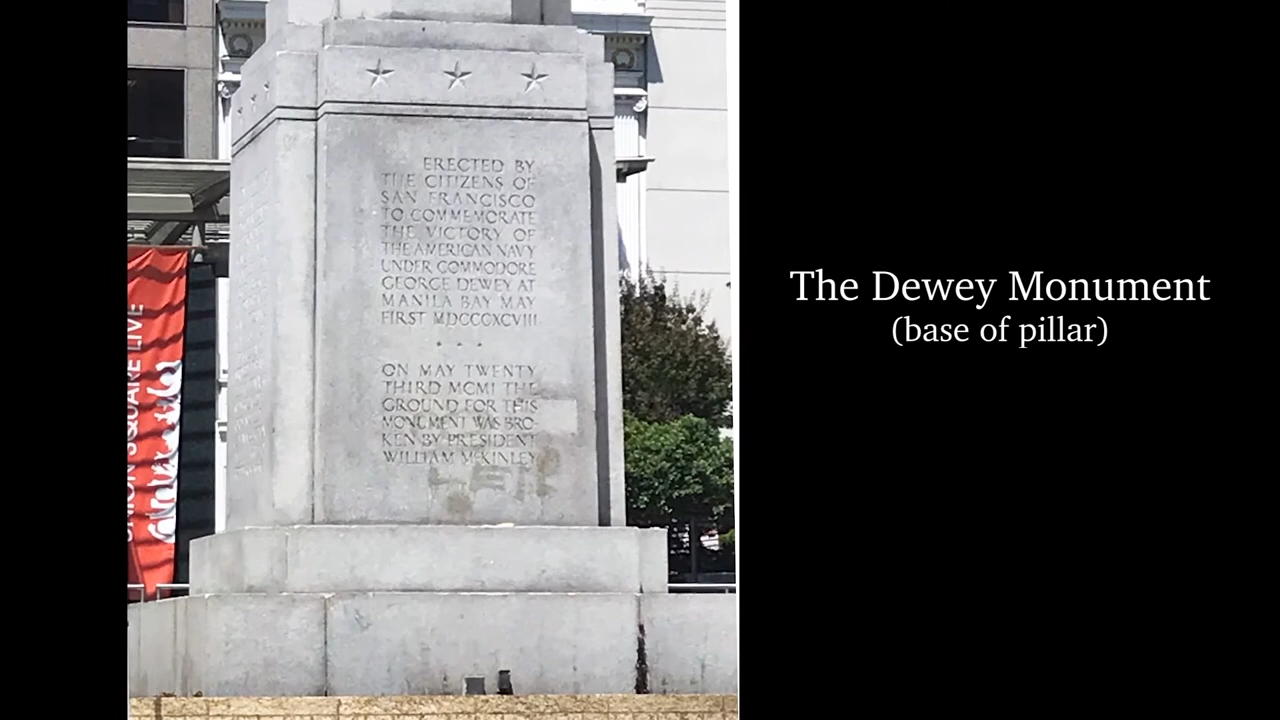 ERECTED BY
THE CITIZENS OF
SAN FRANCISCO
TO COMMEMORATE
THE VICTORY OF
THE AMERICAN NAVY
UNDER COMMODORE
GEORGE DEWEY AT
MANILA BAY MAY
FIRST MDCCCXCVIII
ON MAY TWENTY
THIRD MCMI THE
GROUND FOR THIS
MONUMENT WAS BRO-
KEN BY PRESIDENT
WILLIAM McKINLEY
SQUARE LIVE
The Dewey Monument
(base of pillar)